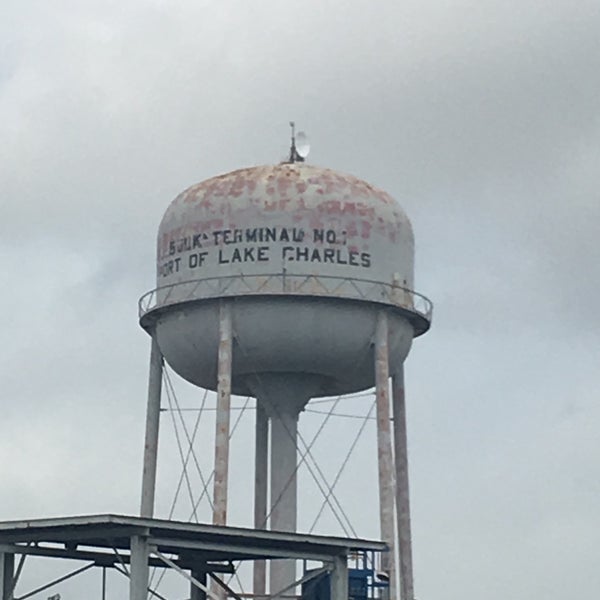 BULK TERMINAL NO.1
PORT OF LAKE CHARLES